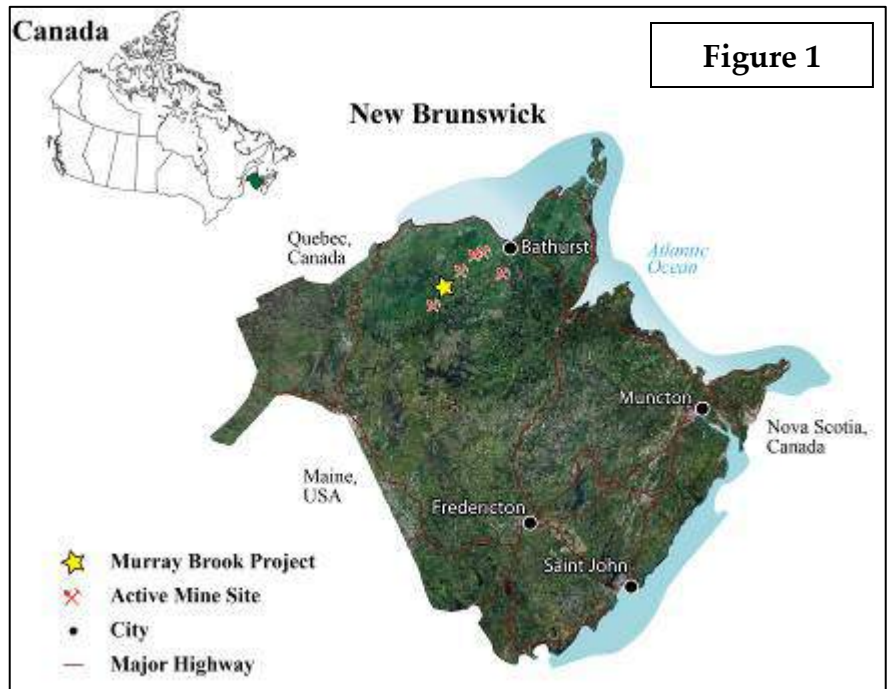 Canada
Figure 1
New Brunswick
Quebec,
Canada
Bathurst
Atlantic
Ocean
Muncton
Nova Scotia,
Canada
Maine,
USA
Fredericton
Saint John
Murray Brook Project
Active Mine Site
City
Major Highway